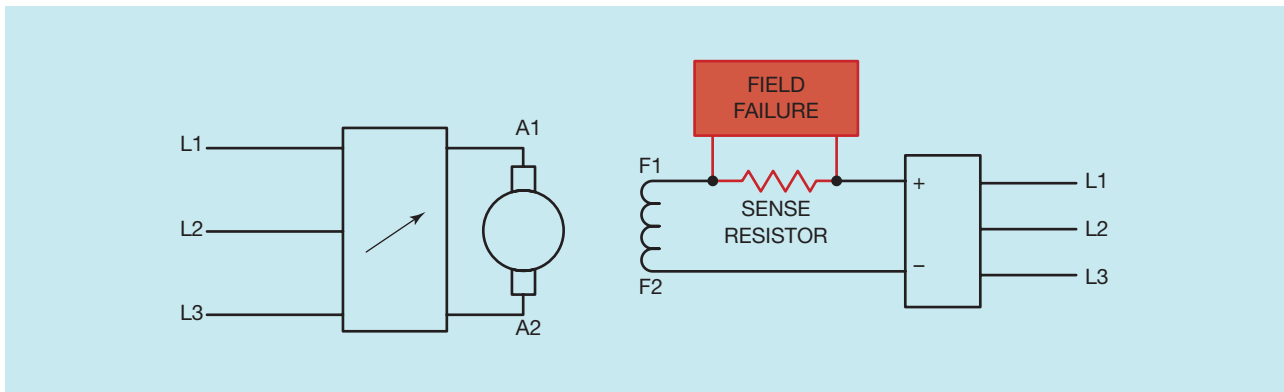 L1
L2
L3
A1
A2
FIELD
FAILURE
F1
F2
SENSE
RESISTOR
+
−
L1
L2
L3